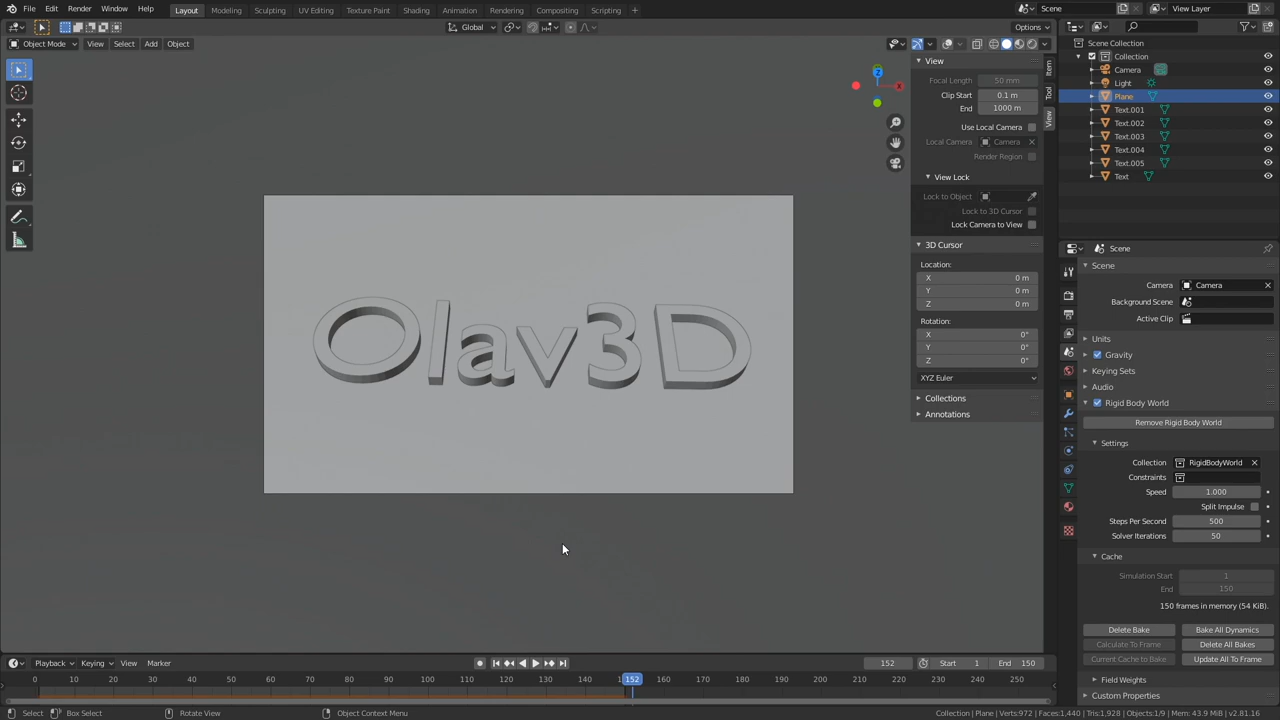 File Edit Render Window Help Layout Modeling Sculpting UV Editing Texture Paint Shading Animation Rendering Compositing Scripting + Scene View Layer
Global Options
Object Mode View Select Add Object
Z
X
View
Focal Length 50 mm
Clip Start 0.1 m
End 1000 m
Use Local Camera
Local Camera Camera
Render Region
View Lock
Lock to Object
Lock to 3D Cursor
Lock Camera to View
3D Cursor
Location:
X 0 m
Y 0 m
Z 0 m
Rotation:
X 0°
Y 0°
Z 0°
XYZ Euler
Collections
Annotations
Item
Tool
View
Olav3D
Scene Collection
Collection
Camera
Light
Plane
Text.001
Text.002
Text.003
Text.004
Text.005
Text
Scene
Scene
Camera Camera
Background Scene
Active Clip
Units
Gravity
Keying Sets
Audio
Rigid Body World
Remove Rigid Body World
Settings
Collection RigidBodyWorld
Constraints
Speed 1.000
Split Impulse
Steps Per Second 500
Solver Iterations 50
Cache
Simulation Start 1
End 150
150 frames in memory (54 KiB).
Delete Bake Bake All Dynamics
Calculate To Frame Delete All Bakes
Current Cache to Bake Update All To Frame
Field Weights
Custom Properties
Playback Keying View Marker 152 Start 1 End 150
0 10 20 30 40 50 60 70 80 90 100 110 120 130 140 152 160 170 180 190 200 210 220 230 240 250
Select Box Select Rotate View Object Context Menu Collection | Plane | Verts:972 | Faces:1,440 | Tris:1,928 | Objects:1/9 | Mem: 43.9 MiB | v2.81.16